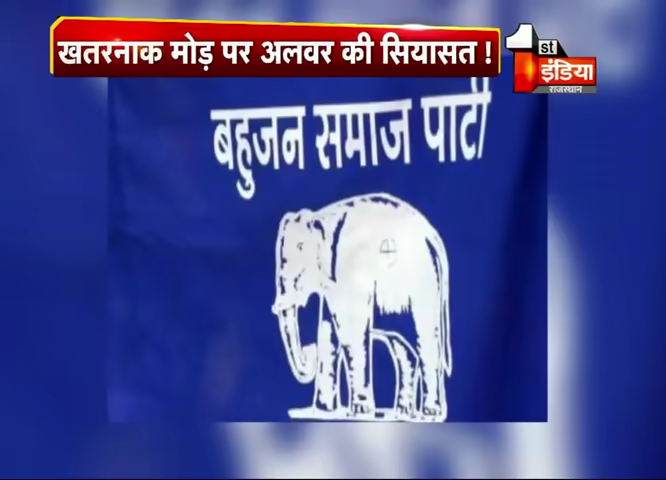 खतरनाक मोड़ पर अलवर की सियासत !
1st
इंडिया
राजस्थान
बहुजन समाज पार्टी